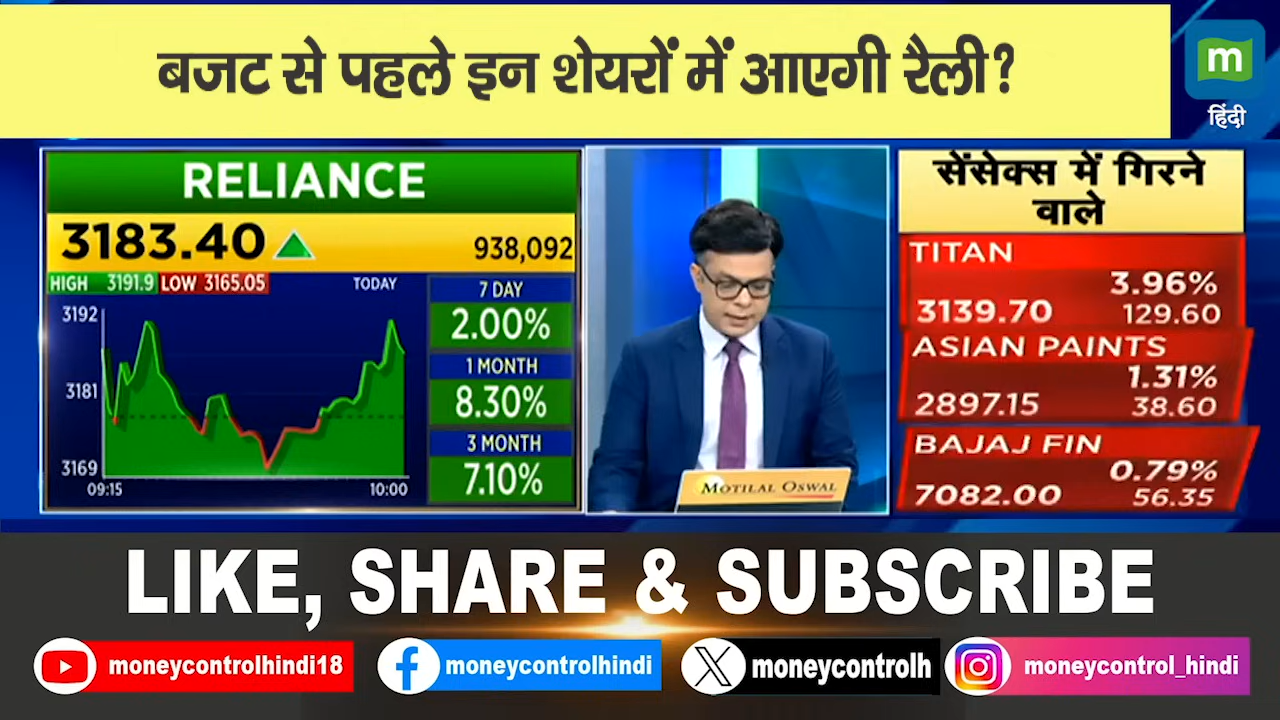 बजट से पहले इन शेयरों में आएगी रैली?
m
हिंदी
RELIANCE
3183.40
938,092
HIGH 3191.9 LOW 3165.05 TODAY
3192
3181
3169
09:15
10:00
7 DAY
2.00%
1 MONTH
8.30%
3 MONTH
7.10%
MOTILAL OSWAL
सेंसेक्स में गिरने
वाले
TITAN
3.96%
3139.70 129.60
ASIAN PAINTS
1.31%
2897.15 38.60
BAJAJ FIN
0.79%
7082.00 56.35
LIKE, SHARE & SUBSCRIBE
moneycontrolhindi18
moneycontrolhindi
moneycontrolh
moneycontrol_hindi